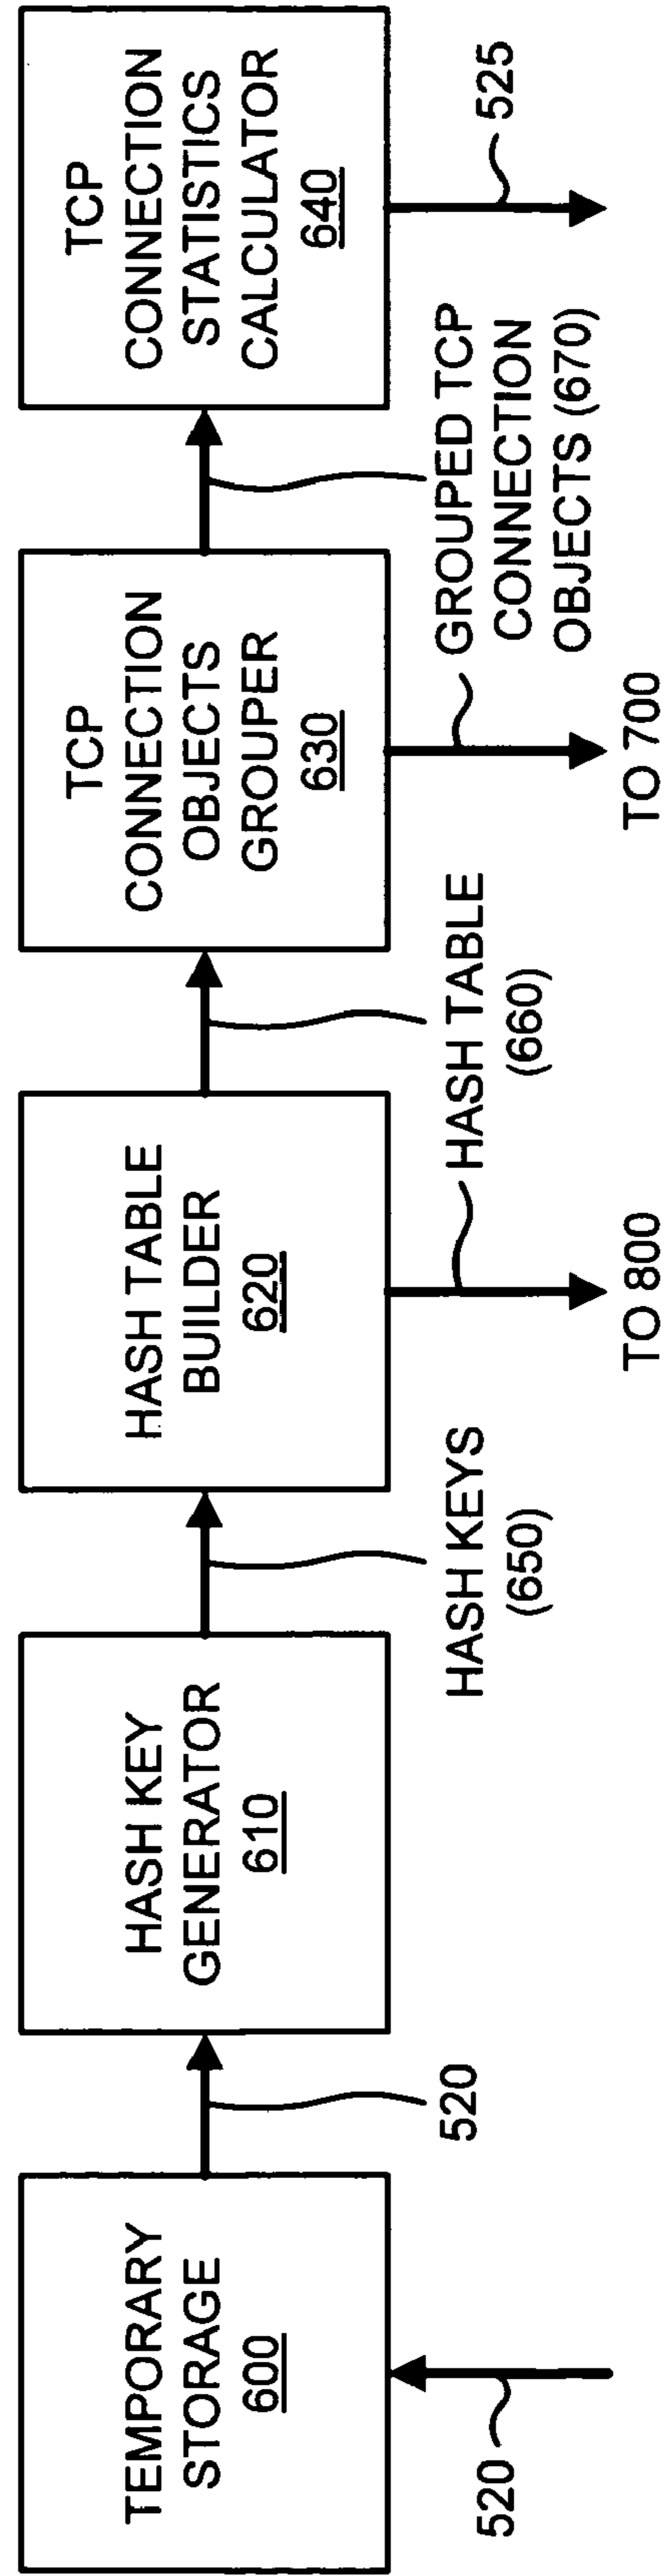 TEMPORARY
STORAGE
600
HASH KEY
GENERATOR
610
HASH TABLE
BUILDER
620
TCP
CONNECTION
OBJECTS
GROUPER
630
TCP
CONNECTION
STATISTICS
CALCULATOR
640
520
520
HASH KEYS
(650)
HASH TABLE
(660)
GROUPED TCP
CONNECTION
OBJECTS (670)
525
TO 800
TO 700